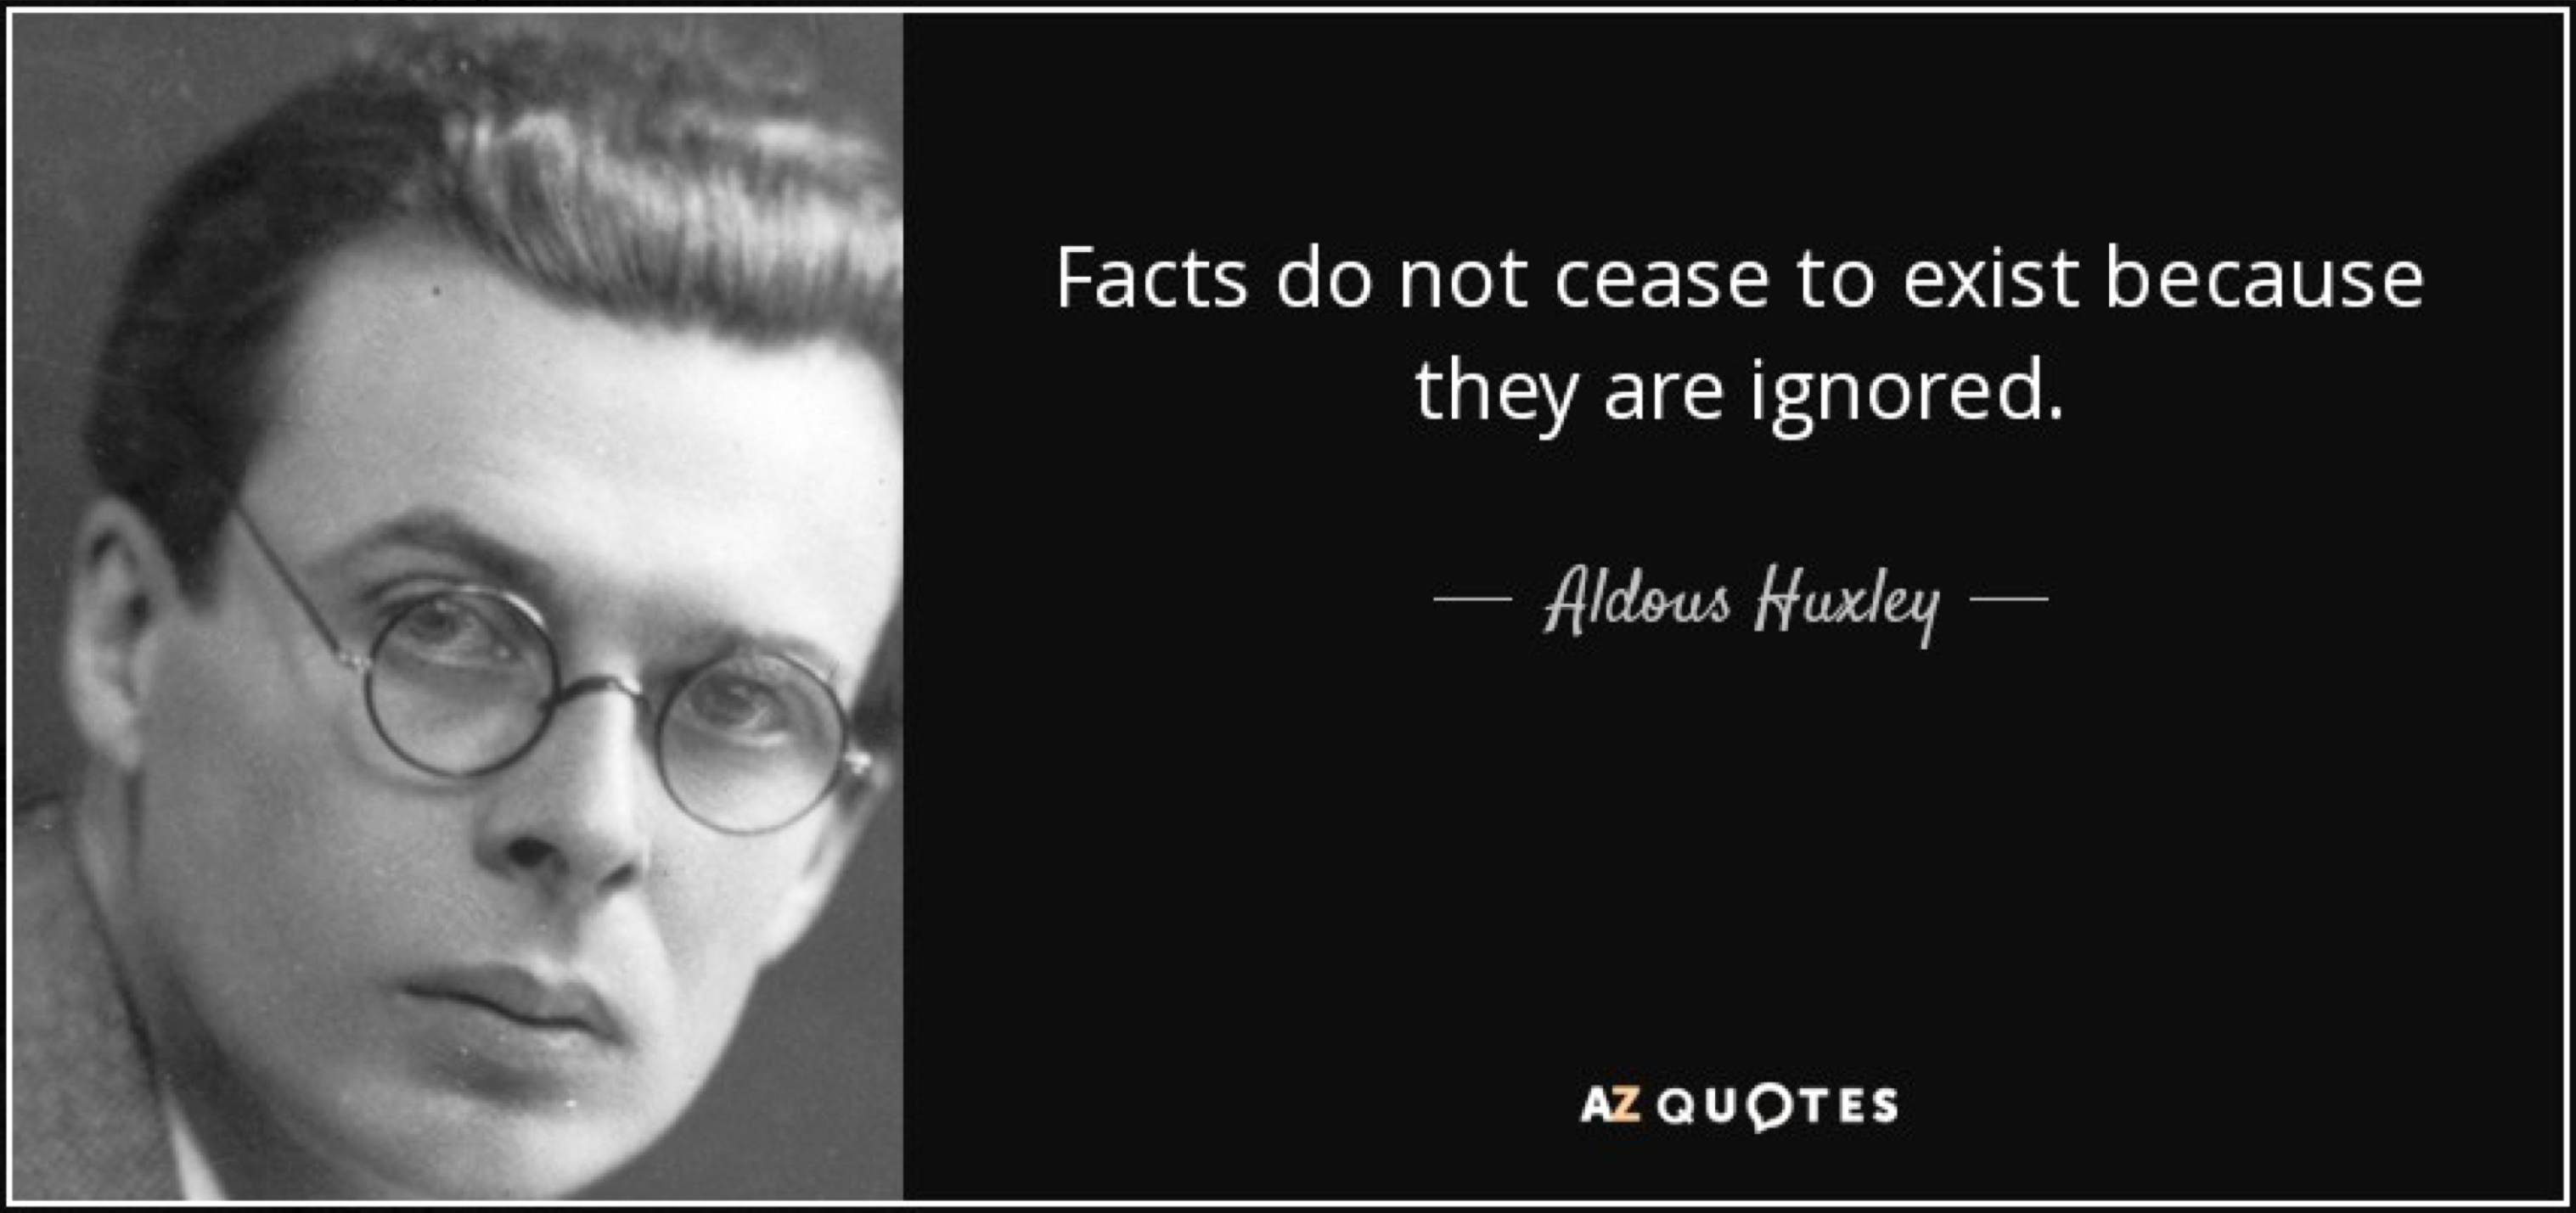 Facts do not cease to exist because
they are ignored.
— Aldous Huxley —
AZ QUOTES